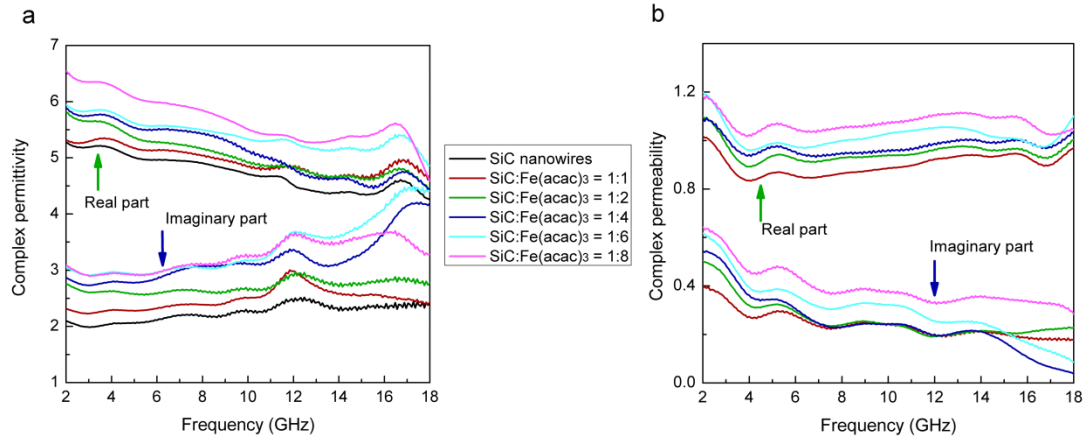 a
7
6
5
4
3
2
1
2 4 6 8 10 12 14 16 18
Complex permittivity
Frequency (GHz)
Real part
Imaginary part
SiC nanowires
SiC:Fe(acac)₃ = 1:1
SiC:Fe(acac)₃ = 1:2
SiC:Fe(acac)₃ = 1:4
SiC:Fe(acac)₃ = 1:6
SiC:Fe(acac)₃ = 1:8
b
1.2
0.8
0.4
0.0
2 4 6 8 10 12 14 16 18
Complex permeability
Frequency (GHz)
Real part
Imaginary part